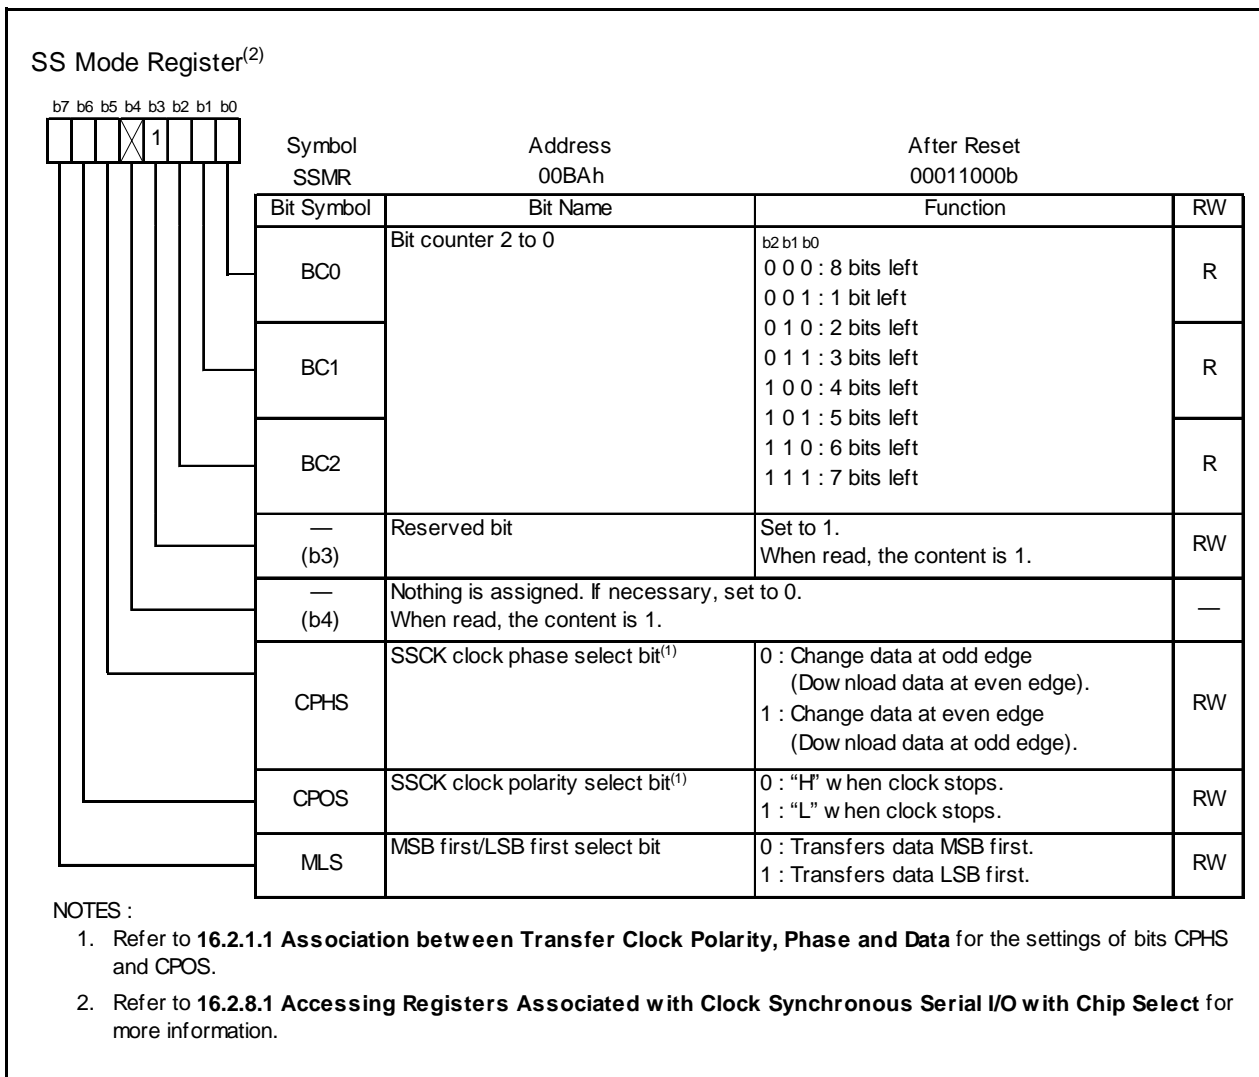 SS Mode Register(2)
b7 b6 b5 b4 b3 b2 b1 b0
1
Symbol Address After Reset
SSMR 00BAh 00011000b
Bit Symbol Bit Name Function RW
BC0 Bit counter 2 to 0 b2 b1 b0
0 0 0 : 8 bits left R
0 0 1 : 1 bit left
0 1 0 : 2 bits left
BC1 0 1 1 : 3 bits left R
1 0 0 : 4 bits left
1 0 1 : 5 bits left
BC2 1 1 0 : 6 bits left R
1 1 1 : 7 bits left
— Reserved bit Set to 1. RW
(b3) When read, the content is 1.
— Nothing is assigned. If necessary, set to 0. —
(b4) When read, the content is 1.
CPHS SSCK clock phase select bit(1) 0 : Change data at odd edge RW
(Download data at even edge).
1 : Change data at even edge
(Download data at odd edge).
CPOS SSCK clock polarity select bit(1) 0 : “H” when clock stops. RW
1 : “L” when clock stops.
MLS MSB first/LSB first select bit 0 : Transfers data MSB first. RW
1 : Transfers data LSB first.
NOTES :
1. Refer to 16.2.1.1 Association between Transfer Clock Polarity, Phase and Data for the settings of bits CPHS
and CPOS.
2. Refer to 16.2.8.1 Accessing Registers Associated with Clock Synchronous Serial I/O with Chip Select for
more information.